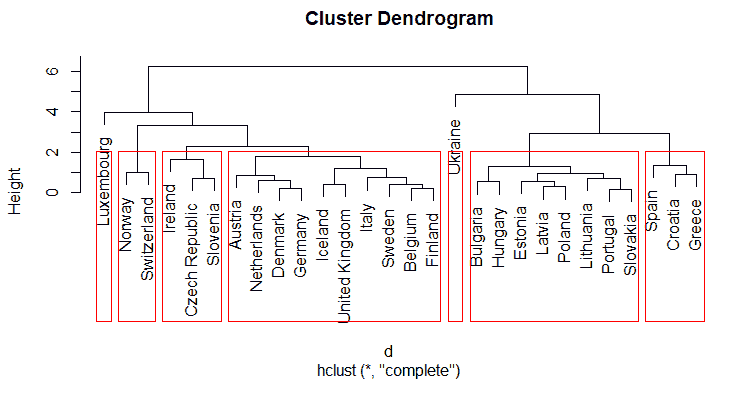 Cluster Dendrogram
Height
6
4
2
0
Luxembourg
Norway
Switzerland
Ireland
Czech Republic
Slovenia
Austria
Netherlands
Denmark
Germany
Iceland
United Kingdom
Italy
Sweden
Belgium
Finland
Ukraine
Bulgaria
Hungary
Estonia
Latvia
Poland
Lithuania
Portugal
Slovakia
Spain
Croatia
Greece
d
hclust (*, "complete")